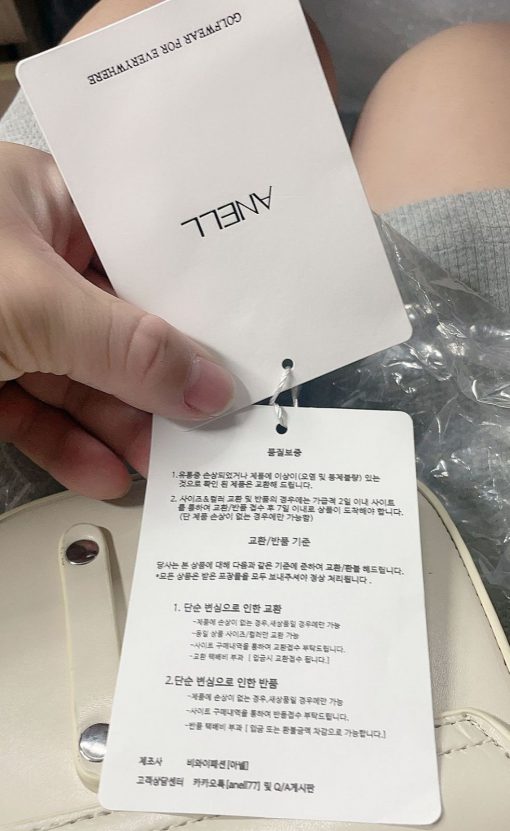 GOLFWEAR FOR EVERYWHERE
ANELL
품질보증
1.유통중 손상되었거나 제품에 이상이(오염 및 봉제불량) 있는
것으로 확인 된 제품은 교환해 드립니다.
2. 사이즈&컬러 교환 및 반품의 경우에는 가급적 2일 이내 사이트
를 통하여 교환/반품 접수 후 7일 이내로 상품이 도착해야 합니다.
(단 제품 손상이 없는 경우에만 가능함)
교환/반품 기준
당사는 본 상품에 대해 다음과 같은 기준에 준하여 교환/환불 해드립니다.
*모든 상품은 받은 포장품을 모두 보내주셔야 정상 처리됩니다.
1. 단순 변심으로 인한 교환
-제품에 손상이 없는 경우,새상품일 경우에만 가능
-동일 상품 사이즈/컬러만 교환 가능
-사이트 구매내역을 통하여 교환접수 부탁드립니다.
-교환 택배비 부과 [ 입금시 교환접수 됩니다.]
2.단순 변심으로 인한 반품
-제품에 손상이 없는 경우,새상품일 경우에만 가능
-사이트 구매내역을 통하여 반품접수 부탁드립니다.
-반품 택배비 부과 [ 입금 또는 환불금액 차감으로 가능합니다.]
제조사 비와이패션[아넬]
고객상담센터 카카오톡[anell77] 및 Q/A게시판